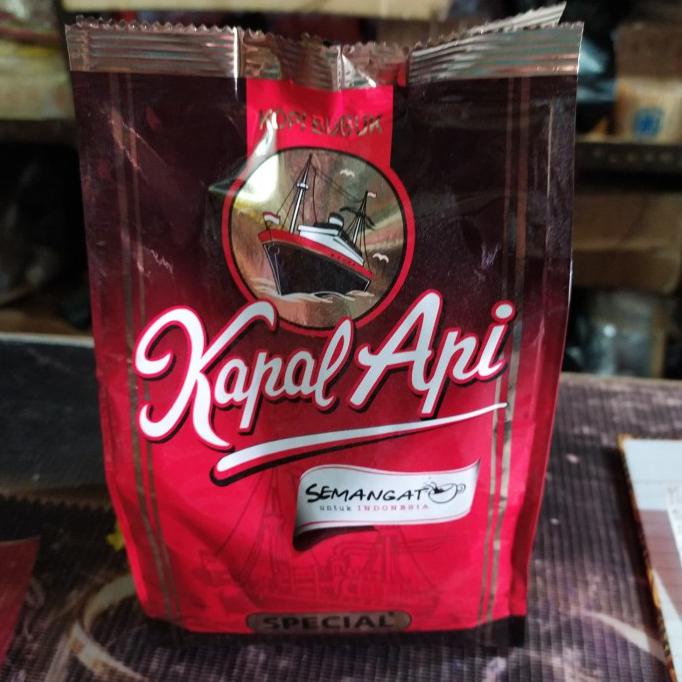 KOPI BUBUK
Kapal Api
SEMANGAT
untuk INDONESIA
SPECIAL